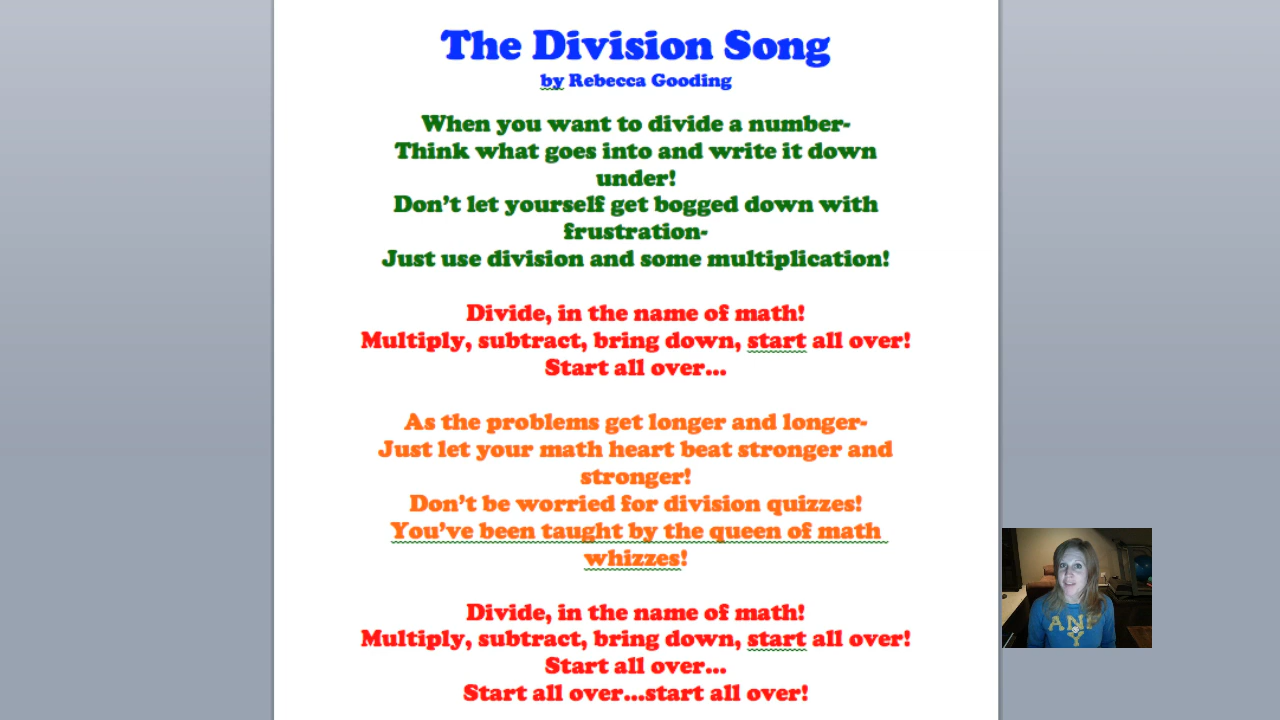 The Division Song
by Rebecca Gooding
When you want to divide a number-
Think what goes into and write it down
under!
Don't let yourself get bogged down with
frustration-
Just use division and some multiplication!
Divide, in the name of math!
Multiply, subtract, bring down, start all over!
Start all over...
As the problems get longer and longer-
Just let your math heart beat stronger and
stronger!
Don't be worried for division quizzes!
You've been taught by the queen of math
whizzes!
Divide, in the name of math!
Multiply, subtract, bring down, start all over!
Start all over...
Start all over...start all over!